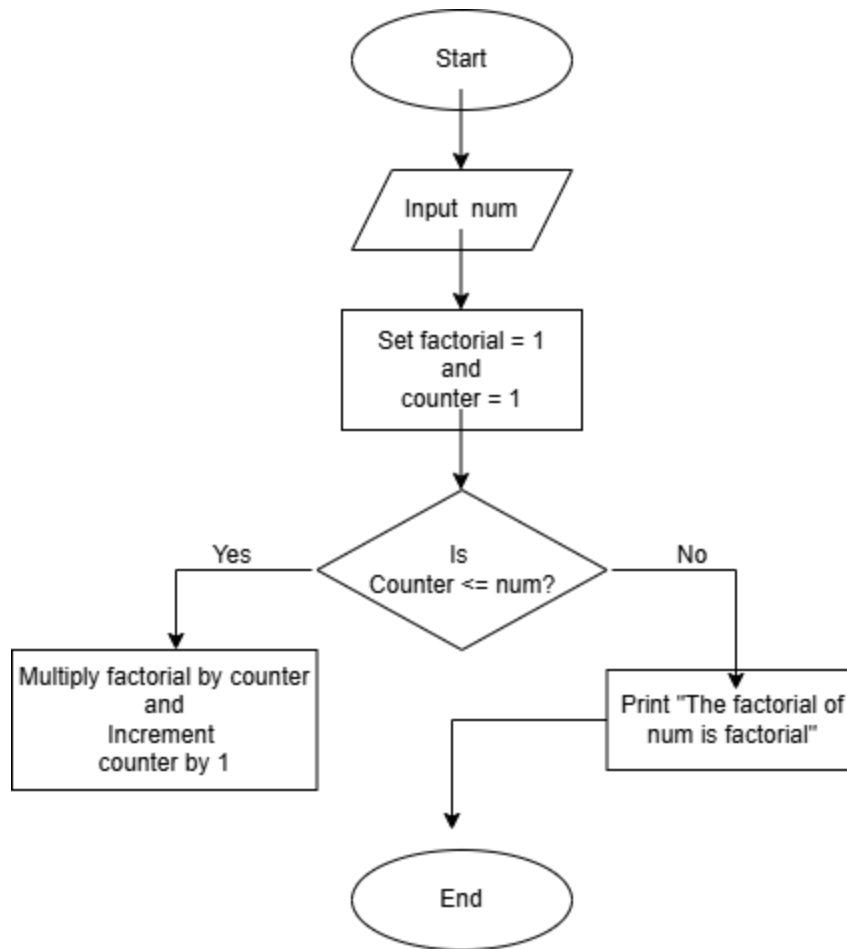 Start
Input  num
Set factorial = 1
and
counter = 1
Is
Counter <= num?
Yes
No
Multiply factorial by counter
and
Increment
counter by 1
Print "The factorial of
num is factorial"
End